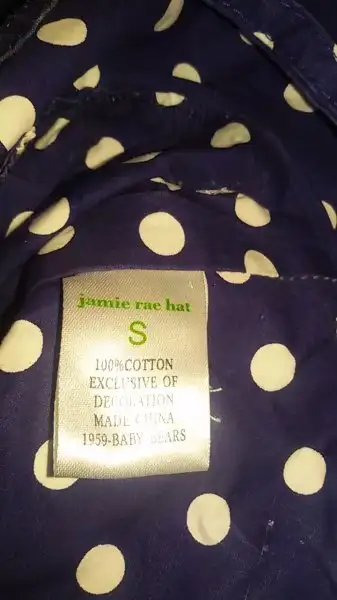 jamie rae hat
S
100%COTTON
EXCLUSIVE OF
DECORATION
MADE CHINA
1959-BABY BEARS